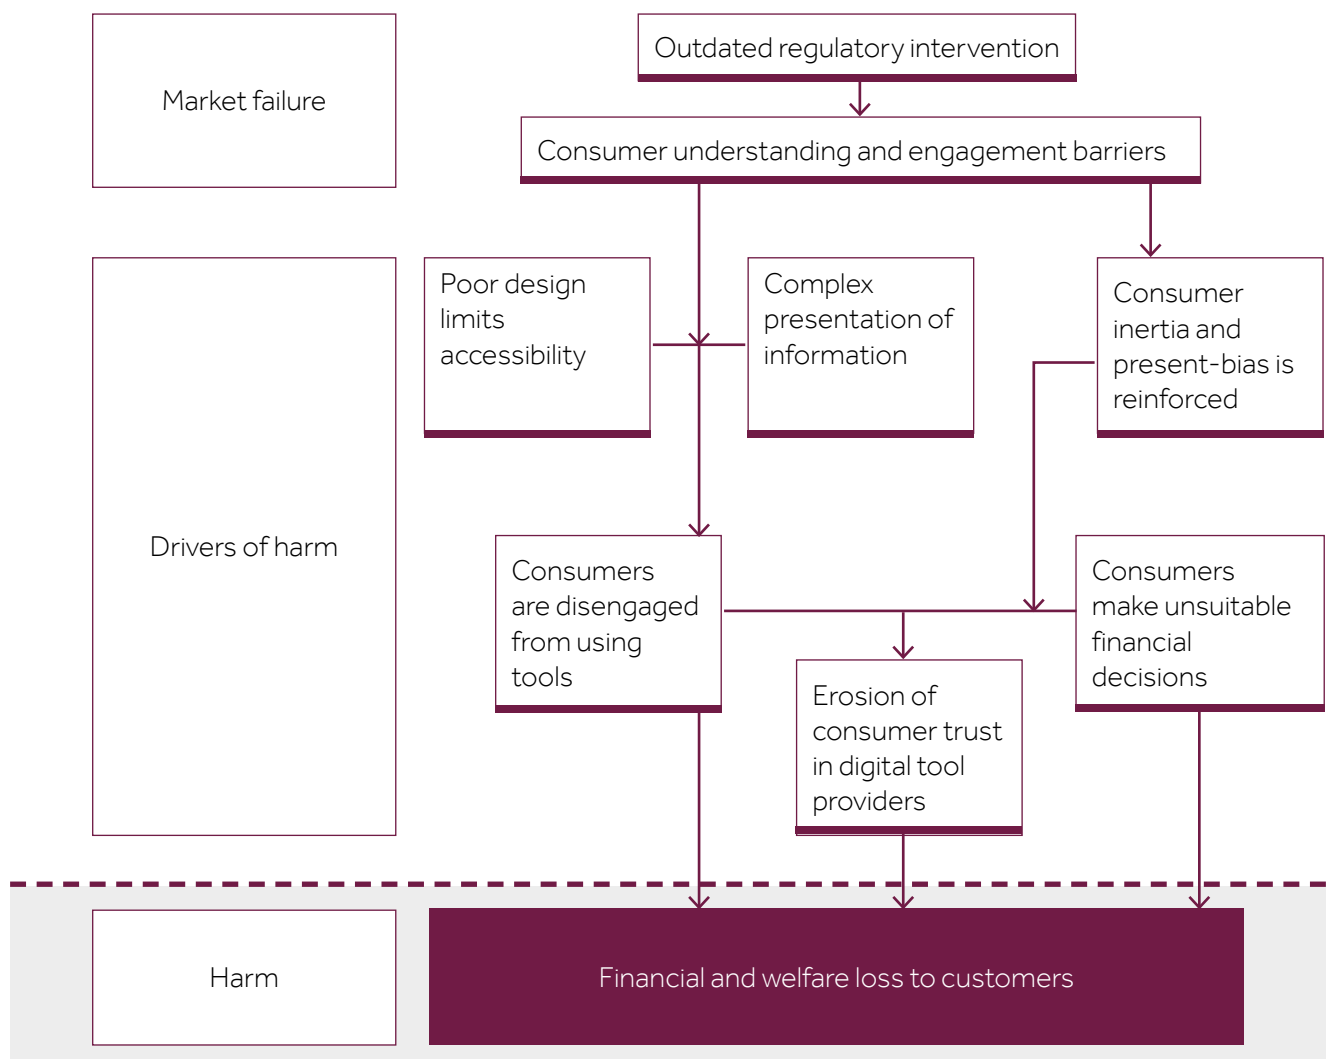 Market failure
Outdated regulatory intervention
Consumer understanding and engagement barriers
Drivers of harm
Poor design
limits
accessibility
Complex
presentation of
information
Consumer
inertia and
present-bias is
reinforced
Consumers
are disengaged
from using
tools
Erosion of
consumer trust
in digital tool
providers
Consumers
make unsuitable
financial
decisions
Harm
Financial and welfare loss to customers